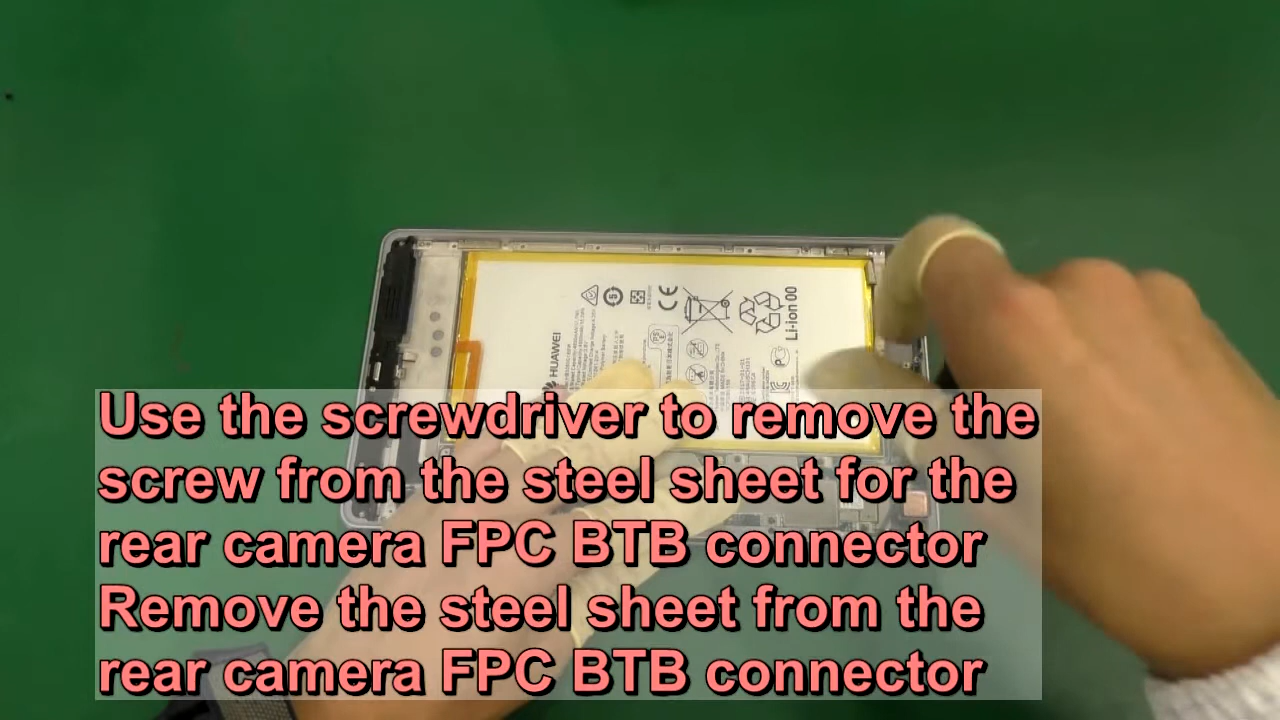 HUAWEI
Li-ion 00
Use the screwdriver to remove the
screw from the steel sheet for the
rear camera FPC BTB connector
Remove the steel sheet from the
rear camera FPC BTB connector